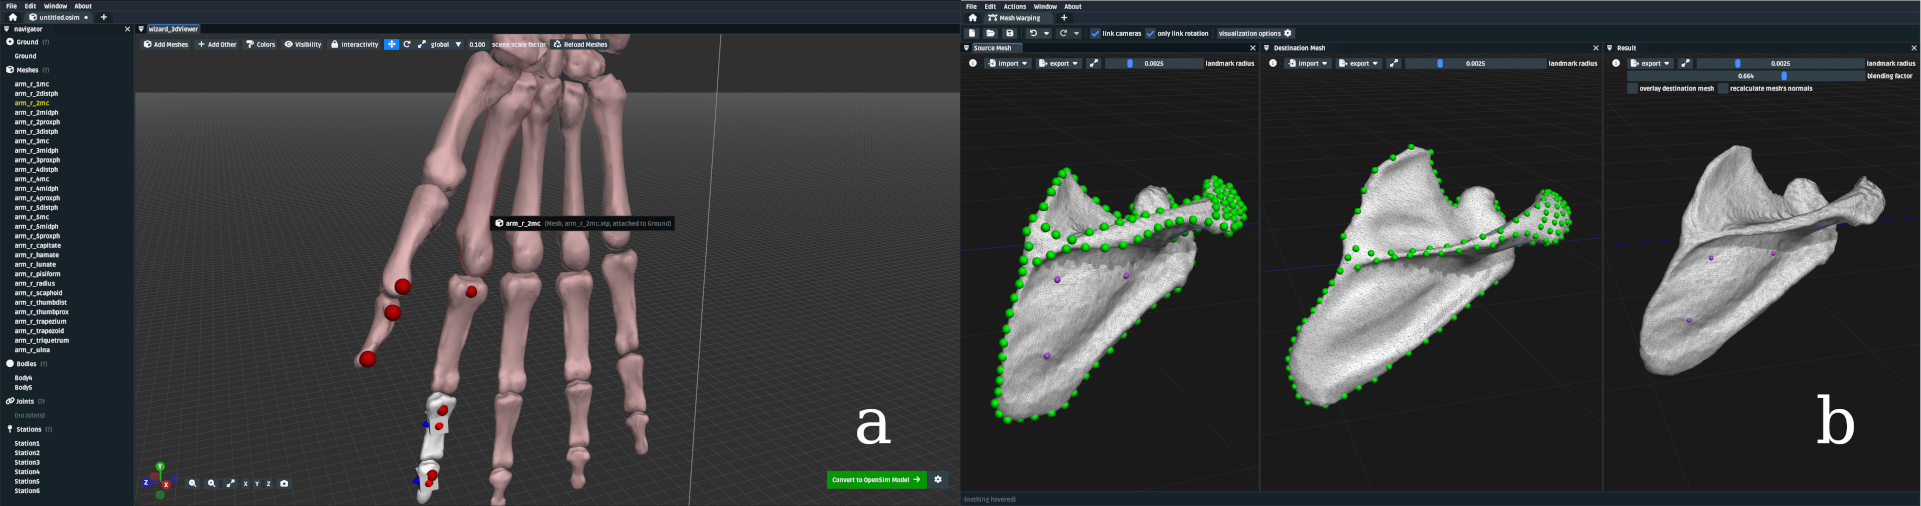 File Edit Window About
untitled.osim
navigator
Ground (?)
Ground
Meshes (?)
arm_r_1mc
arm_r_2distph
arm_r_2mc
arm_r_2midph
arm_r_2proxph
arm_r_3distph
arm_r_3mc
arm_r_3midph
arm_r_3proxph
arm_r_4distph
arm_r_4mc
arm_r_4midph
arm_r_4proxph
arm_r_5distph
arm_r_5mc
arm_r_5midph
arm_r_5proxph
arm_r_capitate
arm_r_hamate
arm_r_lunate
arm_r_pisiform
arm_r_radius
arm_r_scaphoid
arm_r_thumbdist
arm_r_thumbprox
arm_r_trapezium
arm_r_trapezoid
arm_r_triquetrum
arm_r_ulna
Bodies (?)
Body4
Body5
Joints (?)
(no Joints)
Stations (?)
Station1
Station2
Station3
Station4
Station5
Station6
wizard_3dViewer
Add Meshes Add Other Colors Visibility Interactivity global 0.100 scene scale factor Reload Meshes
arm_r_2mc (Mesh, arm_r_2mc.vtp, attached to Ground)
Y
Z X
X Y Z
Convert to OpenSim Model
a
File Edit Actions Window About
Mesh Warping
link cameras only link rotation visualization options
Source Mesh
import export 0.0025 landmark radius
Destination Mesh
import export 0.0025 landmark radius
Result
export 0.0025 landmark radius
0.664 blending factor
overlay destination mesh recalculate mesh's normals
b
(nothing hovered)